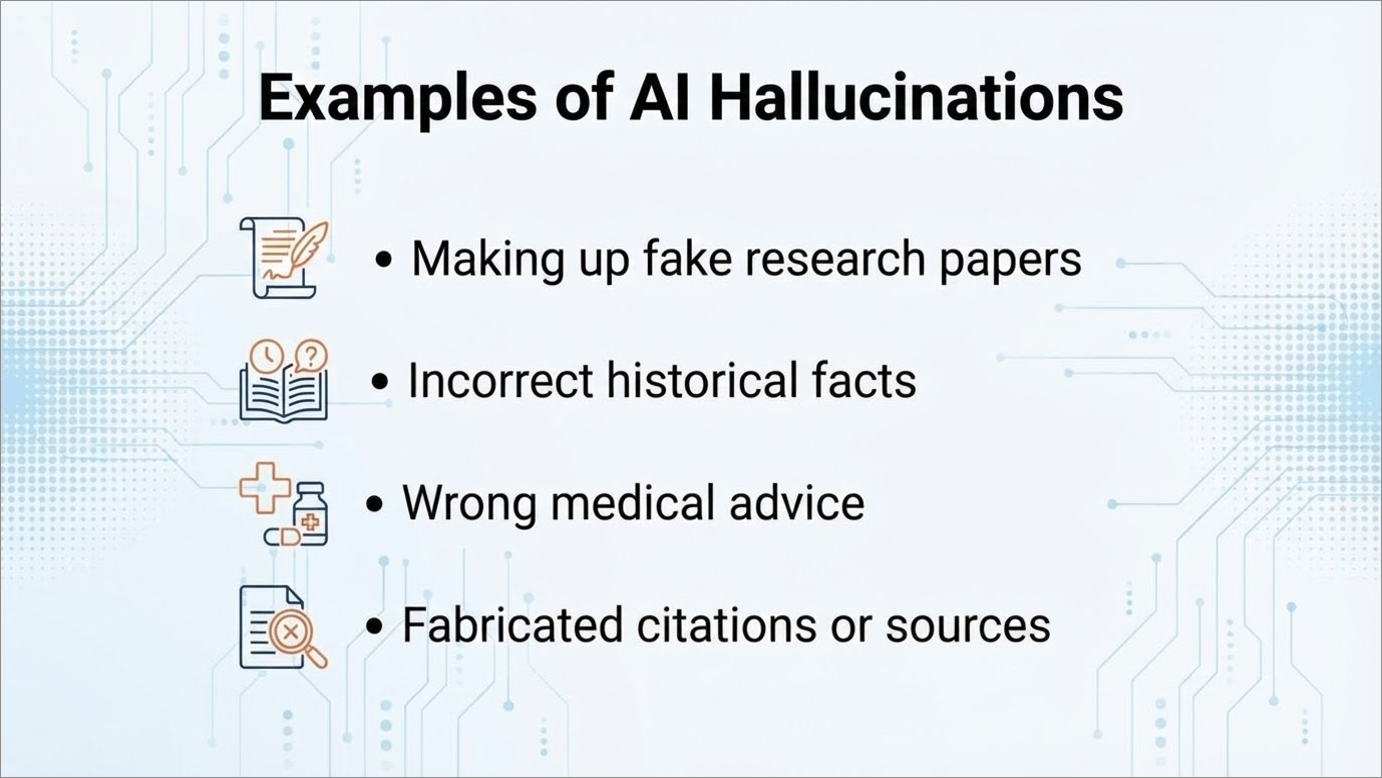 Examples of AI Hallucinations
• Making up fake research papers
• Incorrect historical facts
• Wrong medical advice
• Fabricated citations or sources